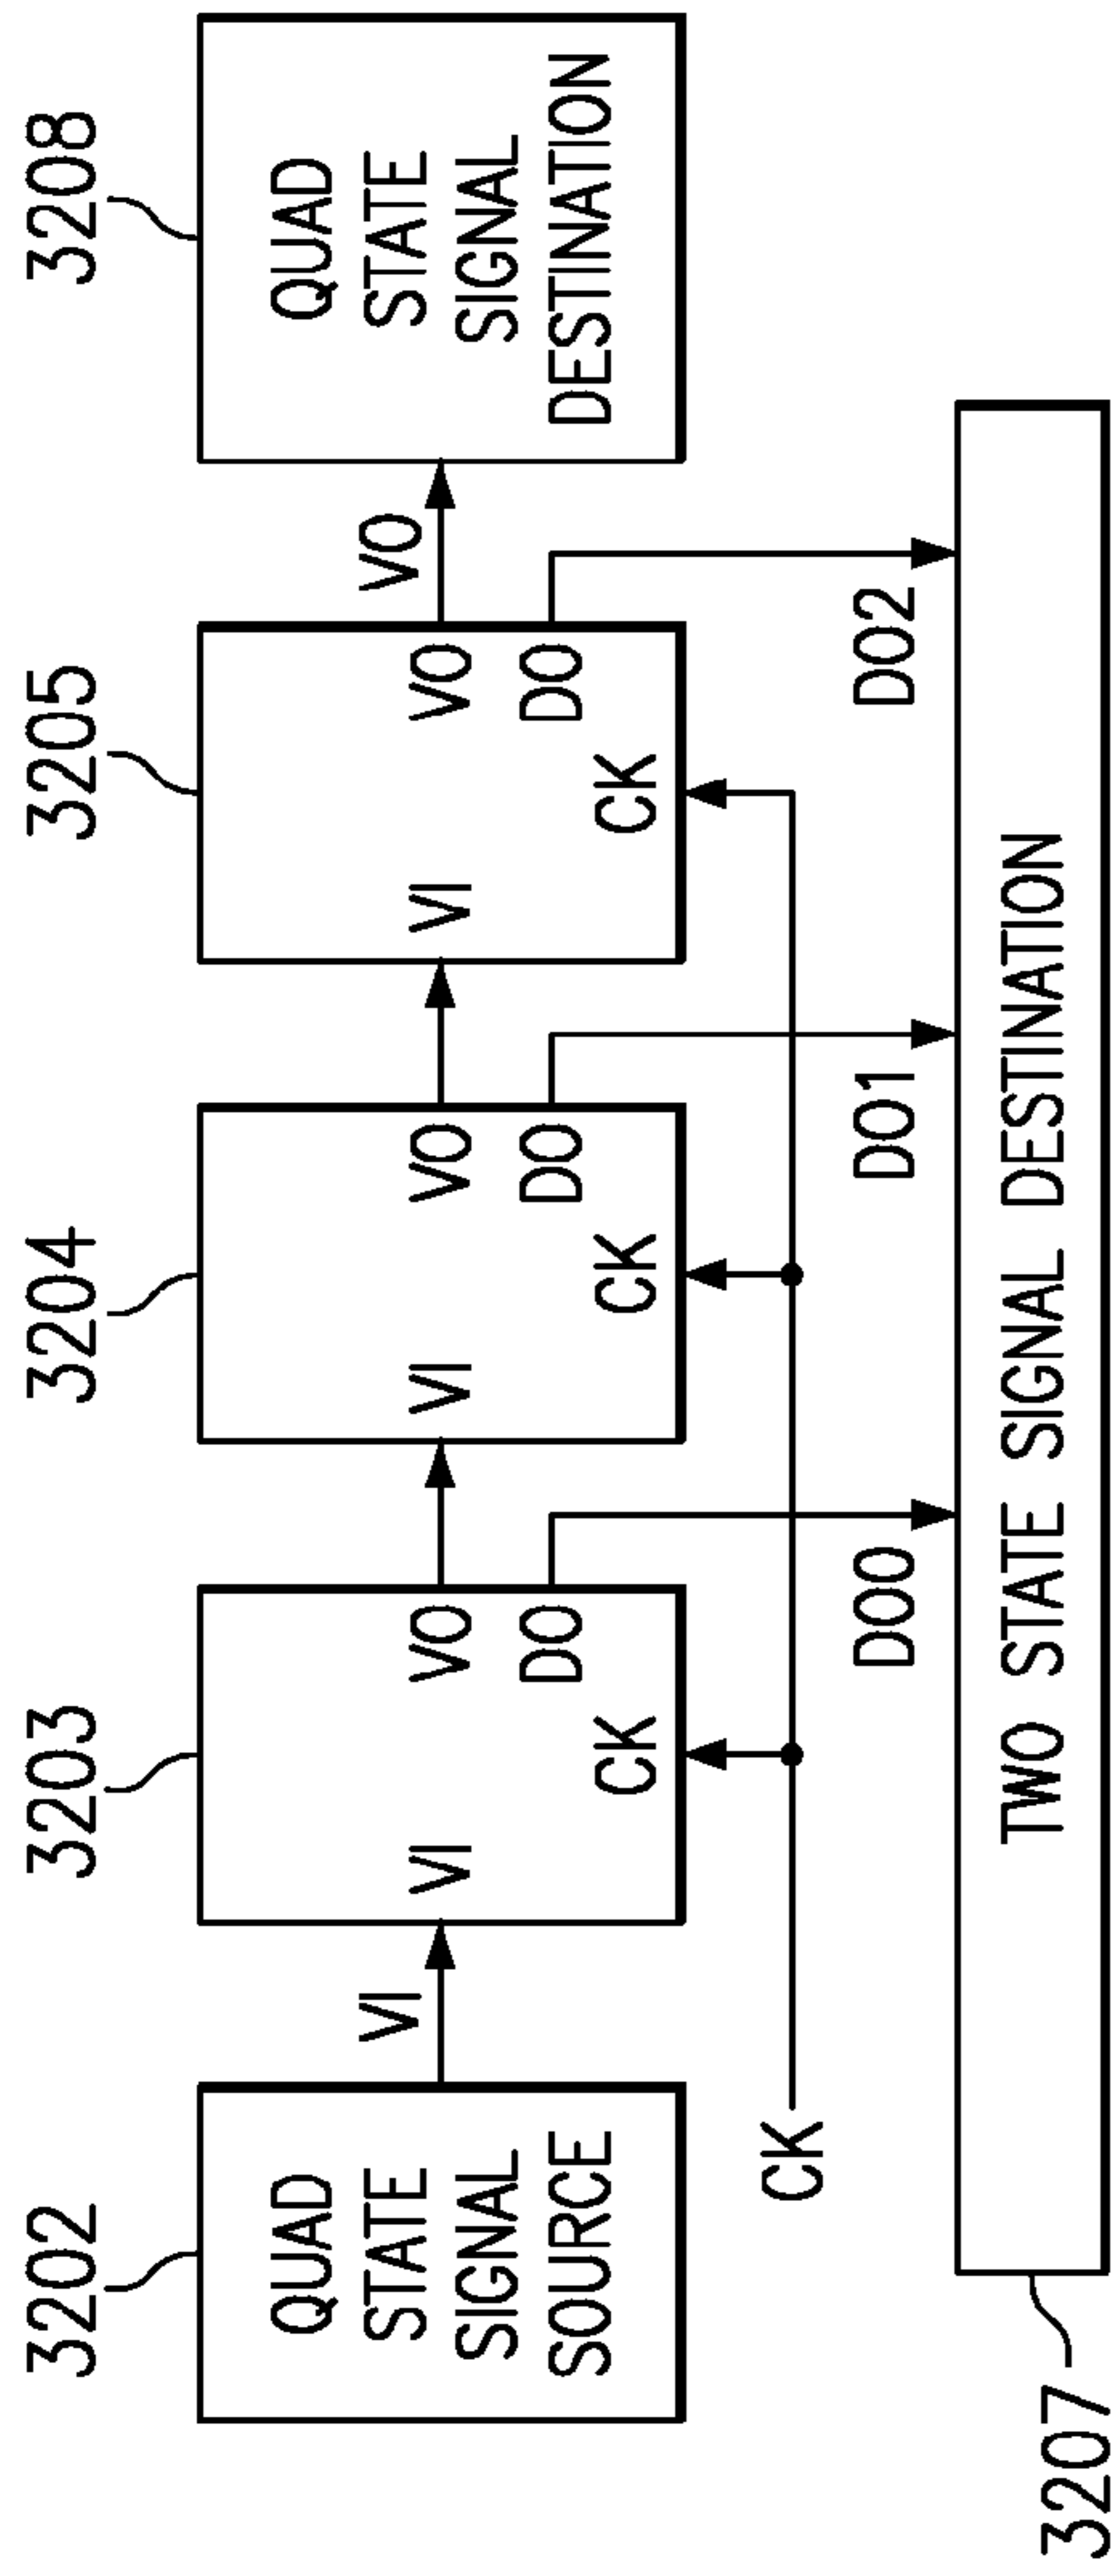 3202
3203
3204
3205
3208
QUAD
STATE
SIGNAL
SOURCE
VI
VI
VO
DO
CK
VI
VO
DO
CK
VI
VO
DO
CK
VO
QUAD
STATE
SIGNAL
DESTINATION
CK
DO0
DO1
DO2
TWO STATE SIGNAL DESTINATION
3207